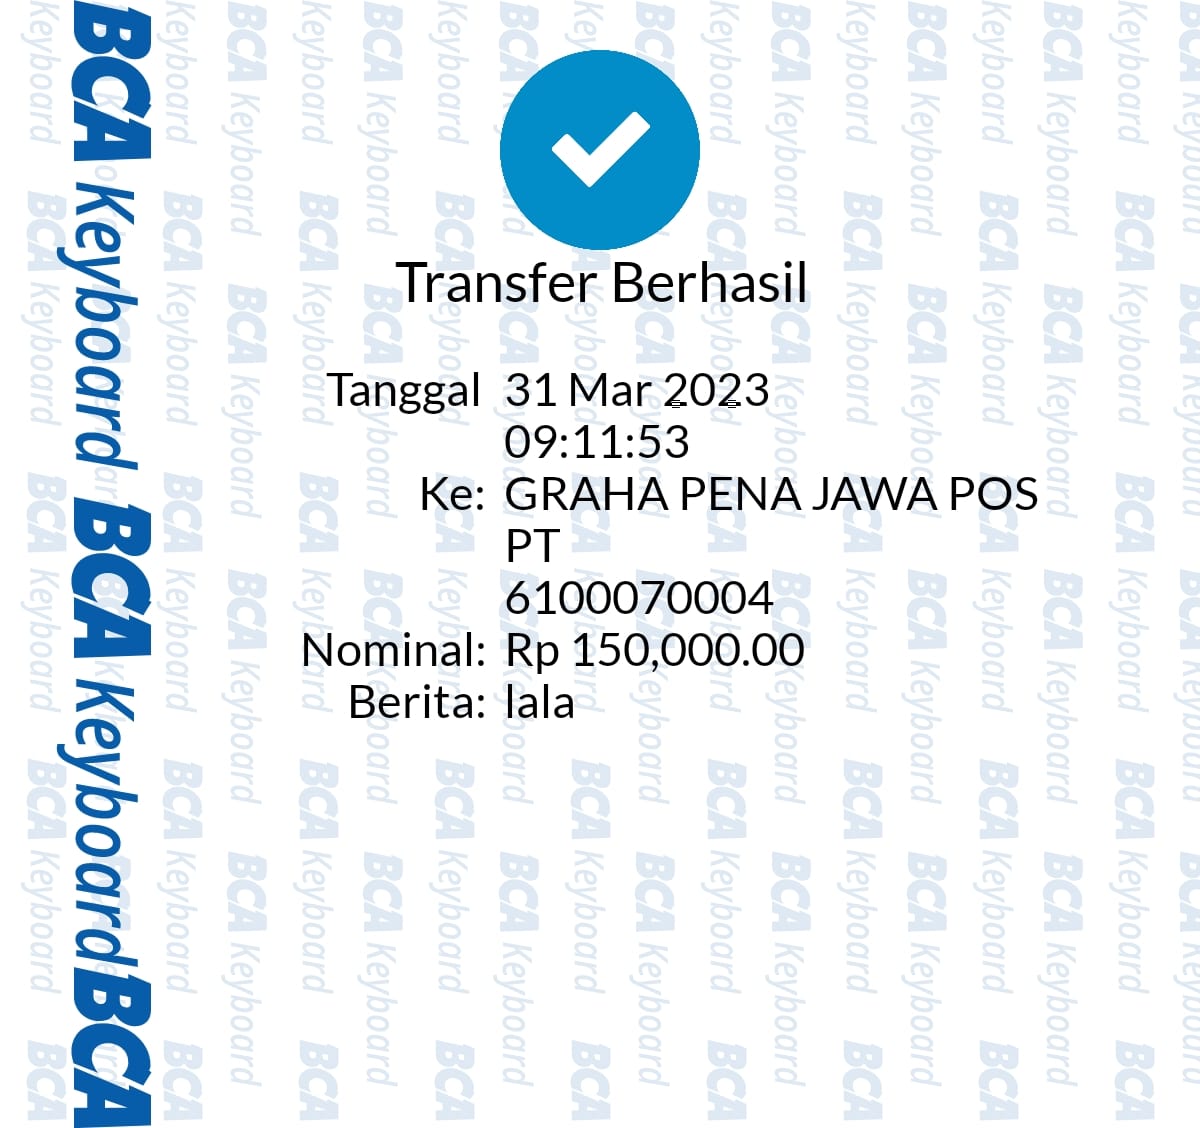 BCA Keyboard BCA Keyboard BCA
Transfer Berhasil
Tanggal 31 Mar 2023
09:11:53
Ke: GRAHA PENA JAWA POS
PT
6100070004
Nominal: Rp 150,000.00
Berita: lala